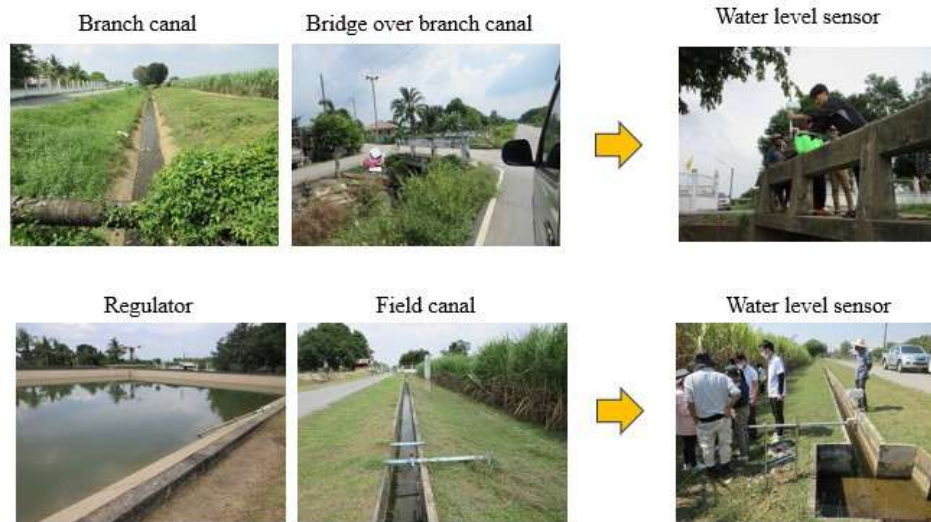 Branch canal
Bridge over branch canal
Water level sensor
Regulator
Field canal
Water level sensor